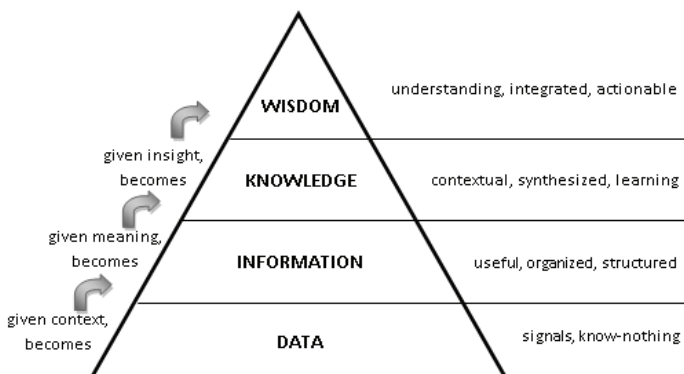 understanding, integrated, actionable
WISDOM
given insight,
becomes
KNOWLEDGE
contextual, synthesized, learning
given meaning,
becomes
INFORMATION
useful, organized, structured
given context,
becomes
DATA
signals, know-nothing